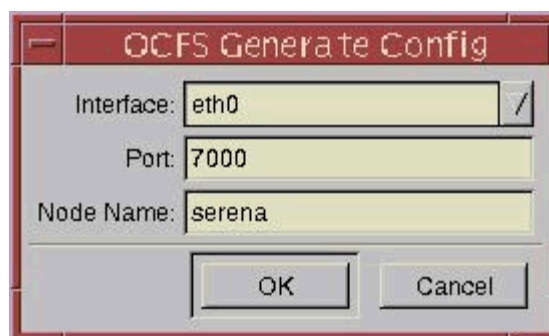 OCFS Generate Config
Interface: eth0
Port: 7000
Node Name: serena
OK Cancel